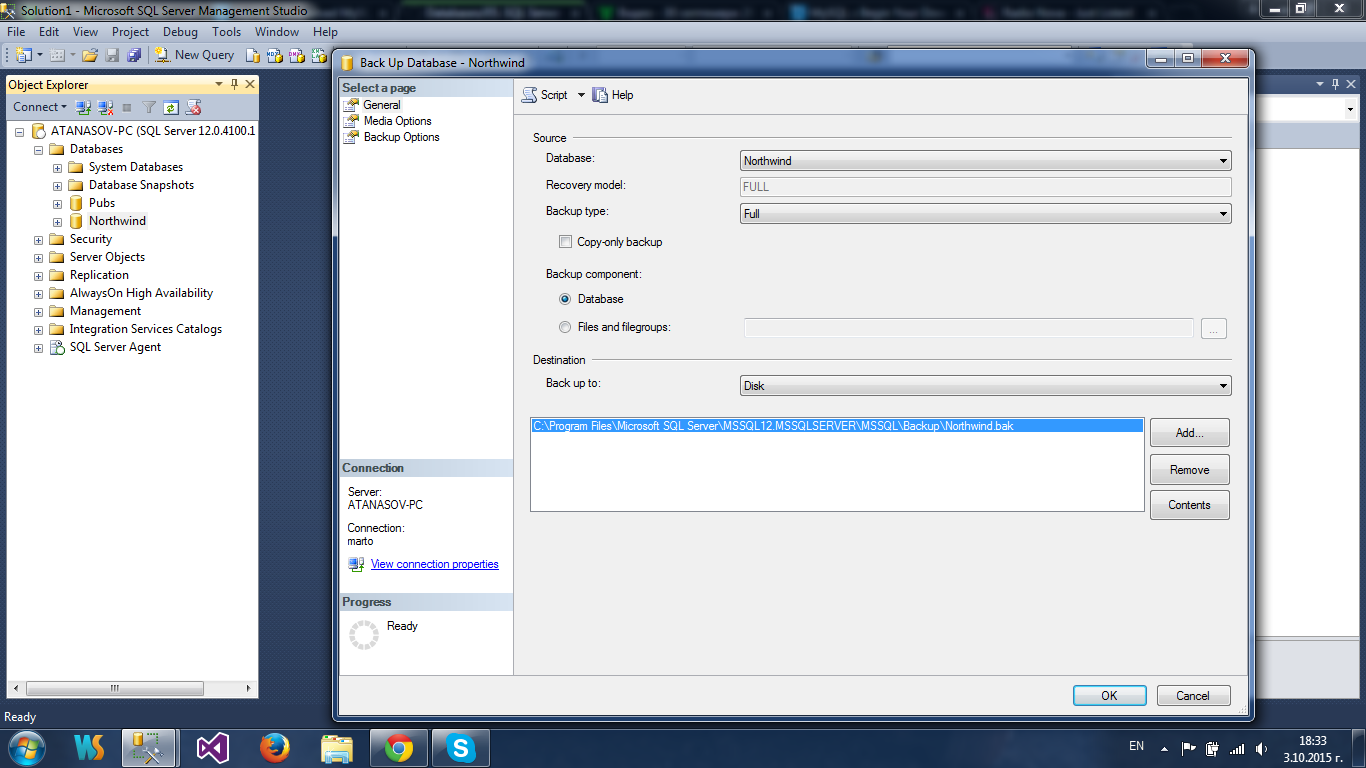 Solution1 - Microsoft SQL Server Management Studio
File Edit View Project Debug Tools Window Help
New Query
Object Explorer
Connect
ATANASOV-PC (SQL Server 12.0.4100.1
Databases
System Databases
Database Snapshots
Pubs
Northwind
Security
Server Objects
Replication
AlwaysOn High Availability
Management
Integration Services Catalogs
SQL Server Agent
Back Up Database - Northwind
Select a page
General
Media Options
Backup Options
Connection
Server:
ATANASOV-PC
Connection:
marto
View connection properties
Progress
Ready
Script Help
Source
Database: Northwind
Recovery model: FULL
Backup type: Full
Copy-only backup
Backup component:
Database
Files and filegroups: ...
Destination
Back up to: Disk
C:\Program Files\Microsoft SQL Server\MSSQL12.MSSQLSERVER\MSSQL\Backup\Northwind.bak
Add...
Remove
Contents
OK Cancel
Ready
EN
18:33
3.10.2015 г.